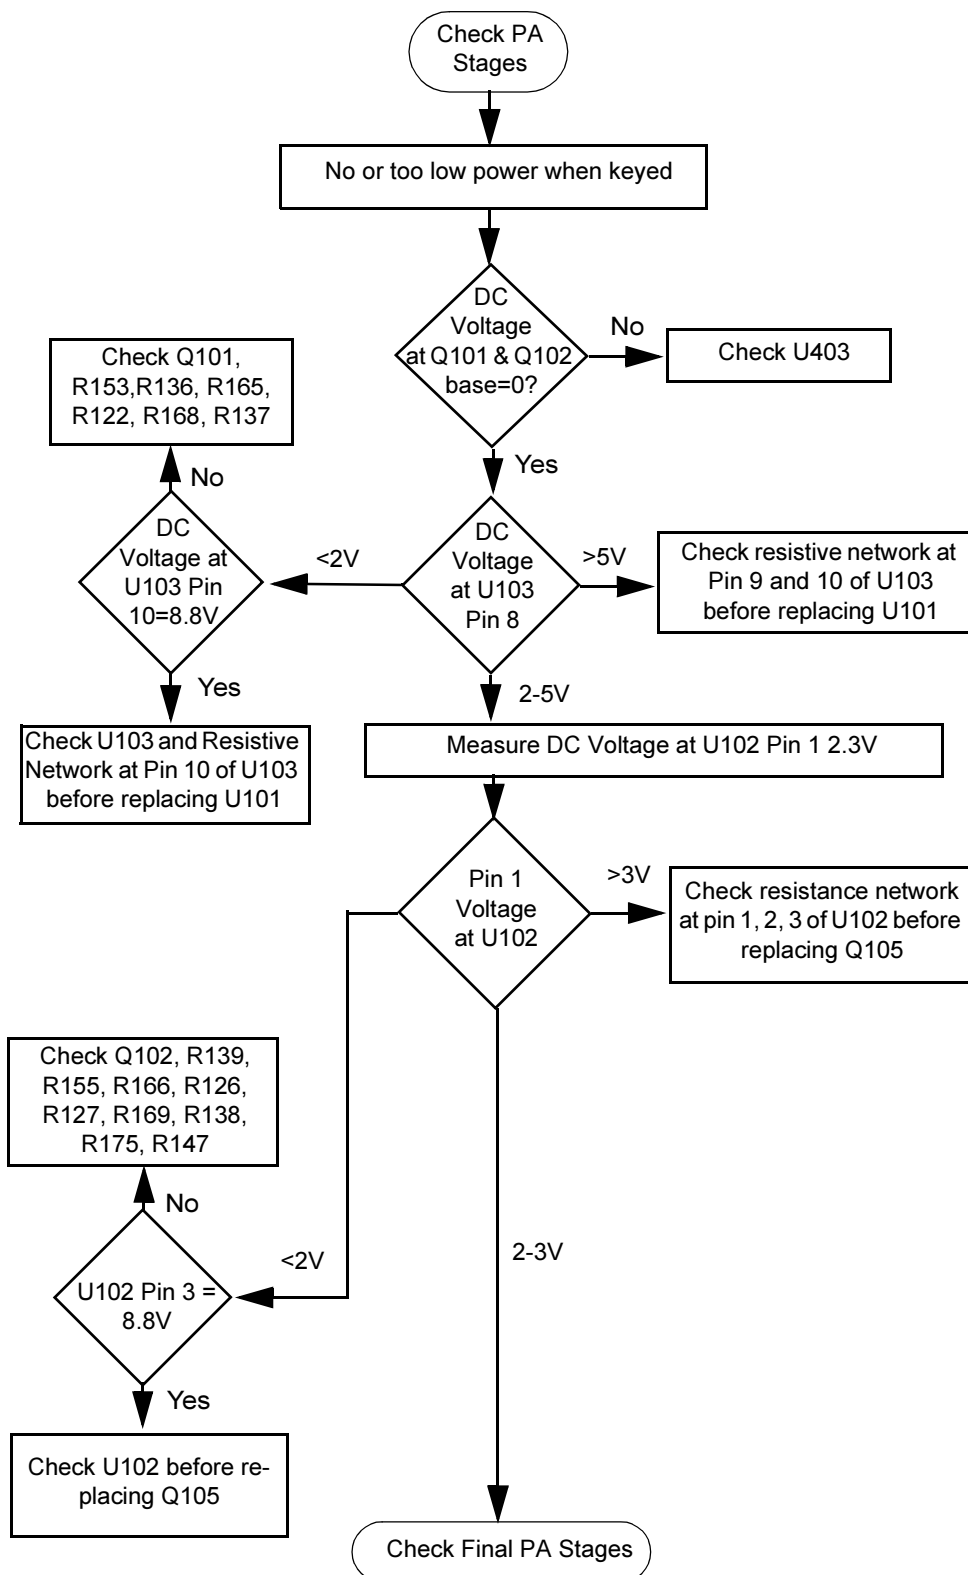 Check PA
Stages
No or too low power when keyed
DC
Voltage
at Q101 & Q102
base=0?
No
Check U403
Yes
Check Q101,
R153,R136, R165,
R122, R168, R137
No
DC
Voltage at
U103 Pin
10=8.8V
<2V
DC
Voltage
at U103
Pin 8
>5V
Check resistive network at
Pin 9 and 10 of U103
before replacing U101
Yes
Check U103 and Resistive
Network at Pin 10 of U103
before replacing U101
2-5V
Measure DC Voltage at U102 Pin 1 2.3V
Pin 1
Voltage
at U102
>3V
Check resistance network
at pin 1, 2, 3 of U102 before
replacing Q105
Check Q102, R139,
R155, R166, R126,
R127, R169, R138,
R175, R147
No
U102 Pin 3 =
8.8V
<2V
2-3V
Yes
Check U102 before re-
placing Q105
Check Final PA Stages